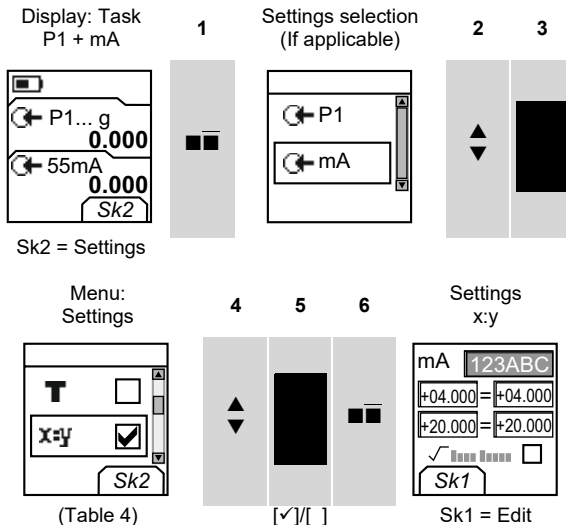 Display: Task
P1 + mA
1
Settings selection
(If applicable)
2
3
P1... g
0.000
55mA
0.000
Sk2
P1
mA
Sk2 = Settings
Menu:
Settings
4
5
6
Settings
x:y
T
x:y
Sk2
mA 123ABC
+04.000 = +04.000
+20.000 = +20.000
√
Sk1
(Table 4)
[✓]/[ ]
Sk1 = Edit